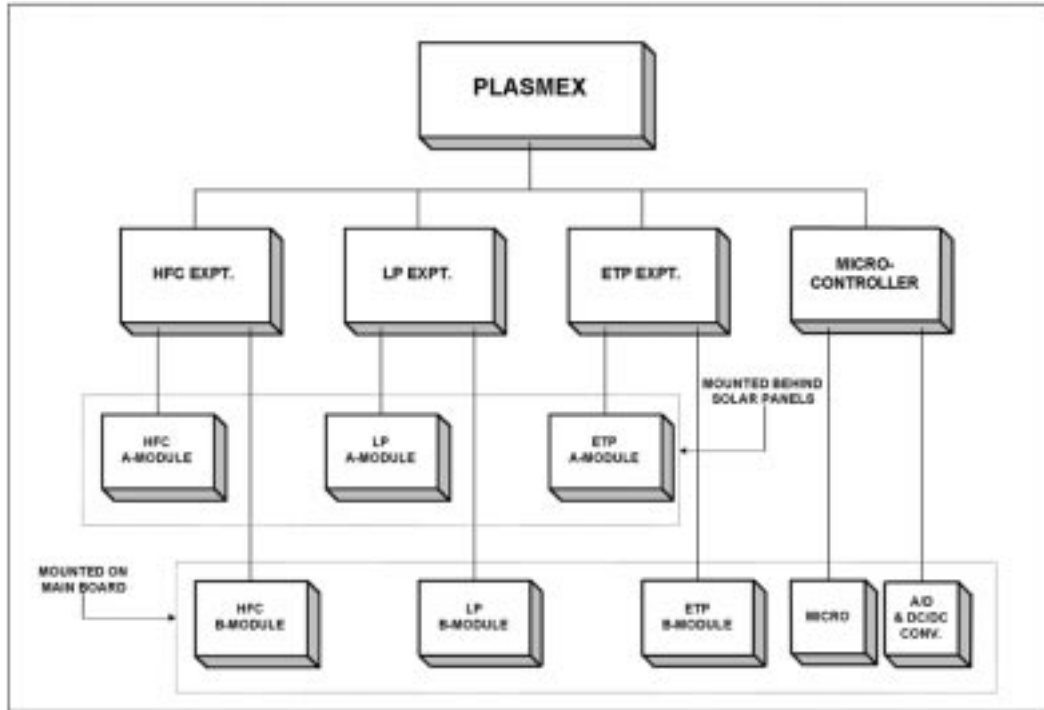 PLASMEX
HFC EXPT.
LP EXPT.
ETP EXPT.
MICRO-
CONTROLLER
MOUNTED BEHIND
SOLAR PANELS
HFC
A-MODULE
LP
A-MODULE
ETP
A-MODULE
MOUNTED ON
MAIN BOARD
HFC
B-MODULE
LP
B-MODULE
ETP
B-MODULE
MICRO
A/D
& DC/DC
CONV.